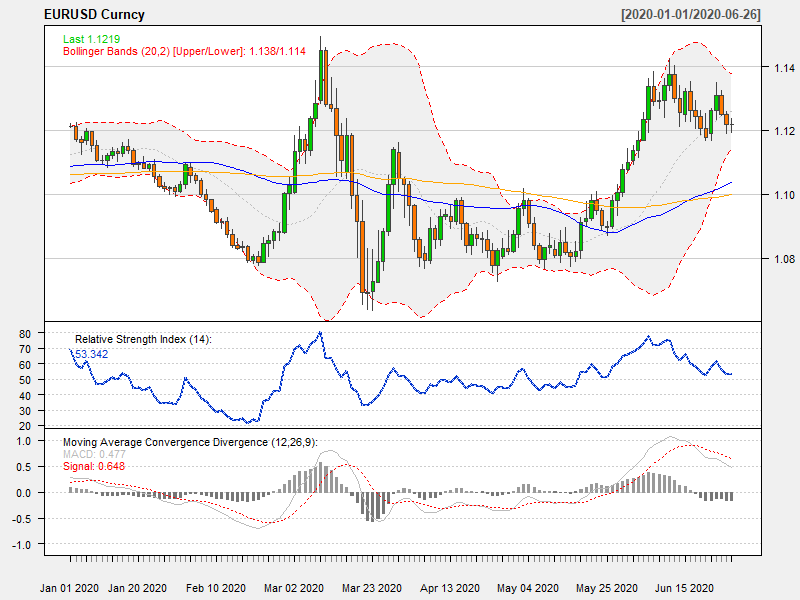 EURUSD Curncy [2020-01-01/2020-06-26]
Last 1.1219
Bollinger Bands (20,2) [Upper/Lower]: 1.138/1.114
1.14
1.12
1.10
1.08
Relative Strength Index (14):
53.342
80
70
60
50
40
30
20
Moving Average Convergence Divergence (12,26,9):
MACD: 0.477
Signal: 0.648
1.0
0.5
0.0
-0.5
-1.0
Jan 01 2020 Jan 20 2020 Feb 10 2020 Mar 02 2020 Mar 23 2020 Apr 13 2020 May 04 2020 May 25 2020 Jun 15 2020